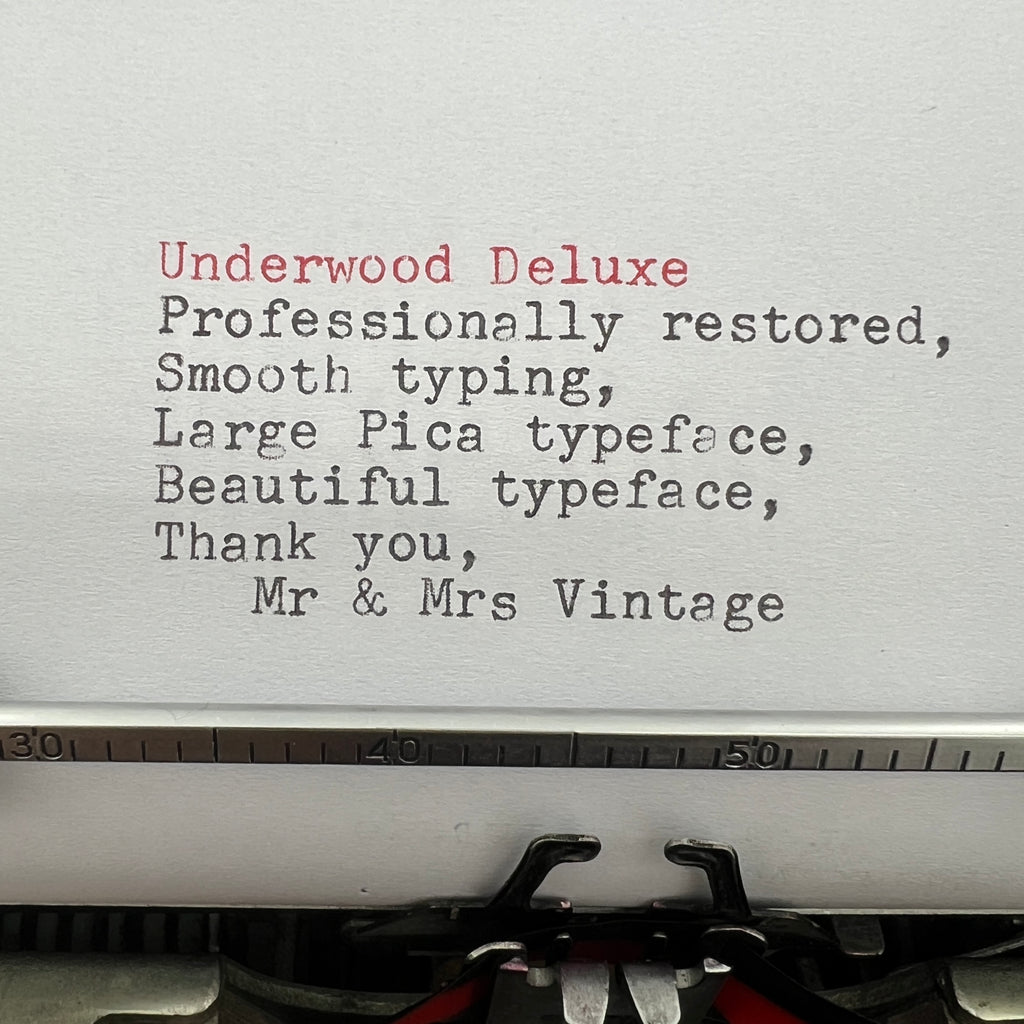 Underwood Deluxe
Professionally restored,
Smooth typing,
Large Pica typeface,
Beautiful typeface,
Thank you,
Mr & Mrs Vintage
30 40 50